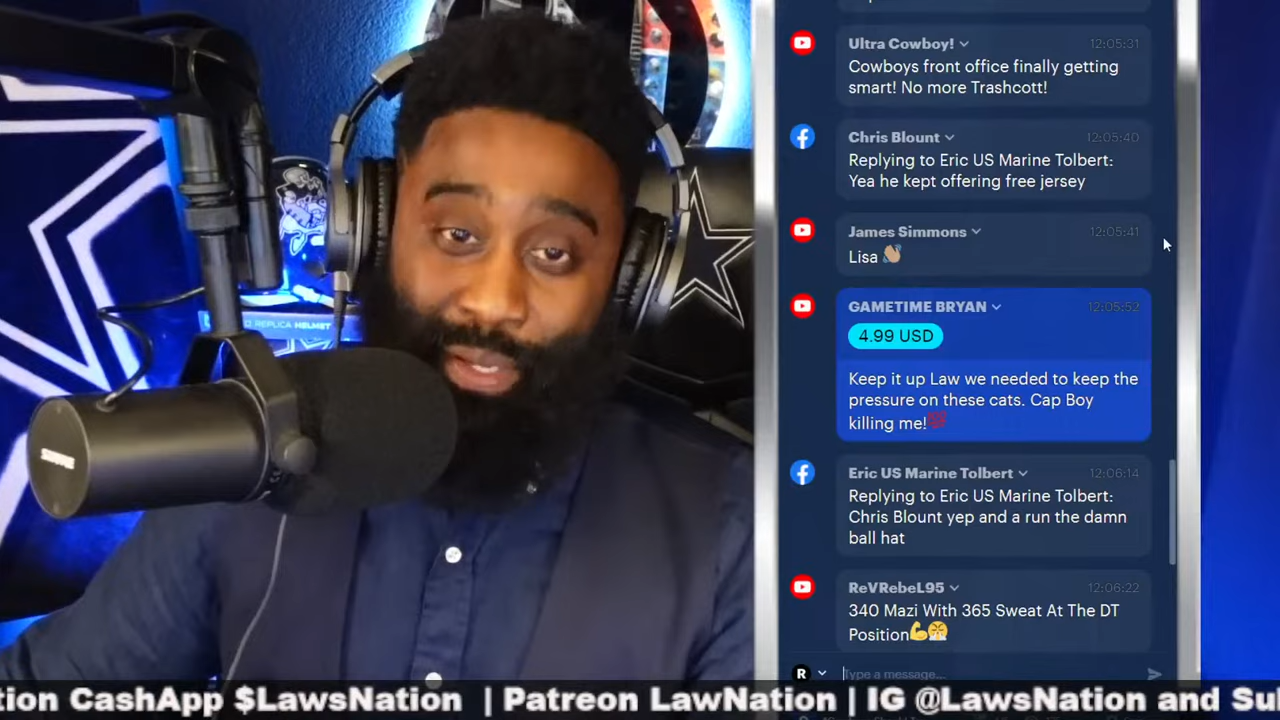 Ultra Cowboy! 12:05:31
Cowboys front office finally getting
smart! No more Trashcott!
Chris Blount 12:05:40
Replying to Eric US Marine Tolbert:
Yea he kept offering free jersey
James Simmons 12:05:41
Lisa 👏🏼
GAMETIME BRYAN 12:05:52
4.99 USD
Keep it up Law we needed to keep the
pressure on these cats. Cap Boy
killing me!💯
Eric US Marine Tolbert 12:06:14
Replying to Eric US Marine Tolbert:
Chris Blount yep and a run the damn
ball hat
ReVRebeL95 12:06:22
340 Mazi With 365 Sweat At The DT
Position💪😤
R Type a message...
REPLICA HELMET
SHURE
tion CashApp $LawsNation | Patreon LawNation | IG @LawsNation and Su